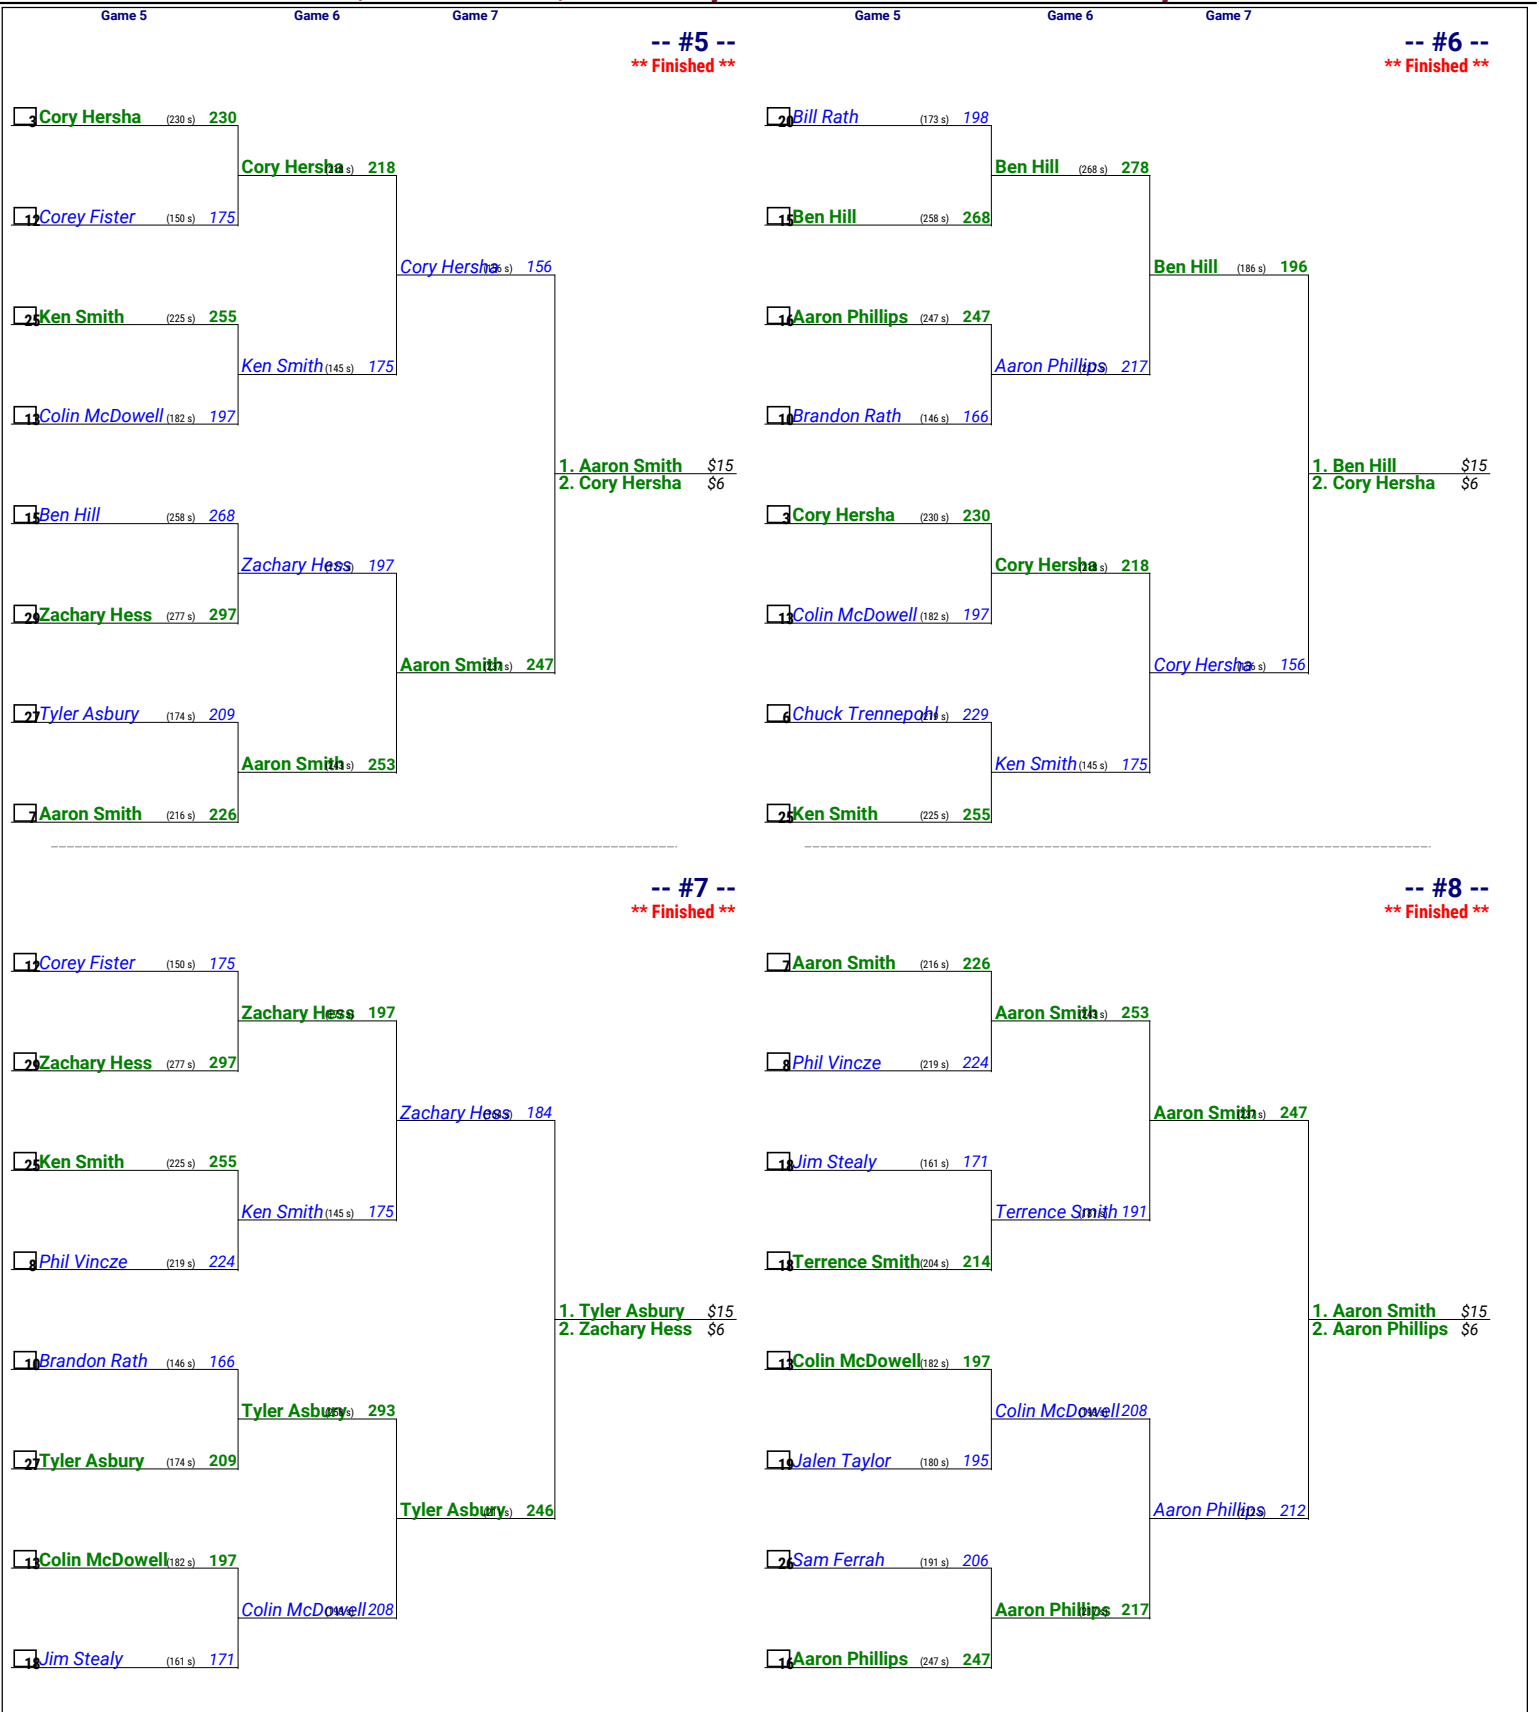 Game 5 Game 6 Game 7 Game 5 Game 6 Game 7
-- #5 --
** Finished **
3 Cory Hersha (230 s) 230
Cory Hersha 218
12 Corey Fister (150 s) 175
Cory Hersha 156
25 Ken Smith (225 s) 255
Ken Smith (145 s) 175
13 Colin McDowell (182 s) 197
1. Aaron Smith $15
2. Cory Hersha $6
15 Ben Hill (258 s) 268
Zachary Hess 197
29 Zachary Hess (277 s) 297
Aaron Smith 247
27 Tyler Asbury (174 s) 209
Aaron Smith 253
7 Aaron Smith (216 s) 226
-- #6 --
** Finished **
20 Bill Rath (173 s) 198
Ben Hill (268 s) 278
15 Ben Hill (258 s) 268
Ben Hill (186 s) 196
16 Aaron Phillips (247 s) 247
Aaron Phillips 217
10 Brandon Rath (146 s) 166
1. Ben Hill $15
2. Cory Hersha $6
3 Cory Hersha (230 s) 230
Cory Hersha 218
13 Colin McDowell (182 s) 197
Cory Hersha 156
6 Chuck Trennepohl 229
Ken Smith (145 s) 175
25 Ken Smith (225 s) 255
-- #7 --
** Finished **
12 Corey Fister (150 s) 175
Zachary Hess 197
29 Zachary Hess (277 s) 297
Zachary Hess 184
25 Ken Smith (225 s) 255
Ken Smith (145 s) 175
8 Phil Vincze (219 s) 224
1. Tyler Asbury $15
2. Zachary Hess $6
10 Brandon Rath (146 s) 166
Tyler Asbury 293
27 Tyler Asbury (174 s) 209
Tyler Asbury 246
13 Colin McDowell (182 s) 197
Colin McDowell 208
18 Jim Stealy (161 s) 171
-- #8 --
** Finished **
7 Aaron Smith (216 s) 226
Aaron Smith 253
8 Phil Vincze (219 s) 224
Aaron Smith 247
18 Jim Stealy (161 s) 171
Terrence Smith 191
18 Terrence Smith (204 s) 214
1. Aaron Smith $15
2. Aaron Phillips $6
13 Colin McDowell (182 s) 197
Colin McDowell 208
19 Jalen Taylor (180 s) 195
Aaron Phillips 212
26 Sam Ferrah (191 s) 206
Aaron Phillips 217
16 Aaron Phillips (247 s) 247